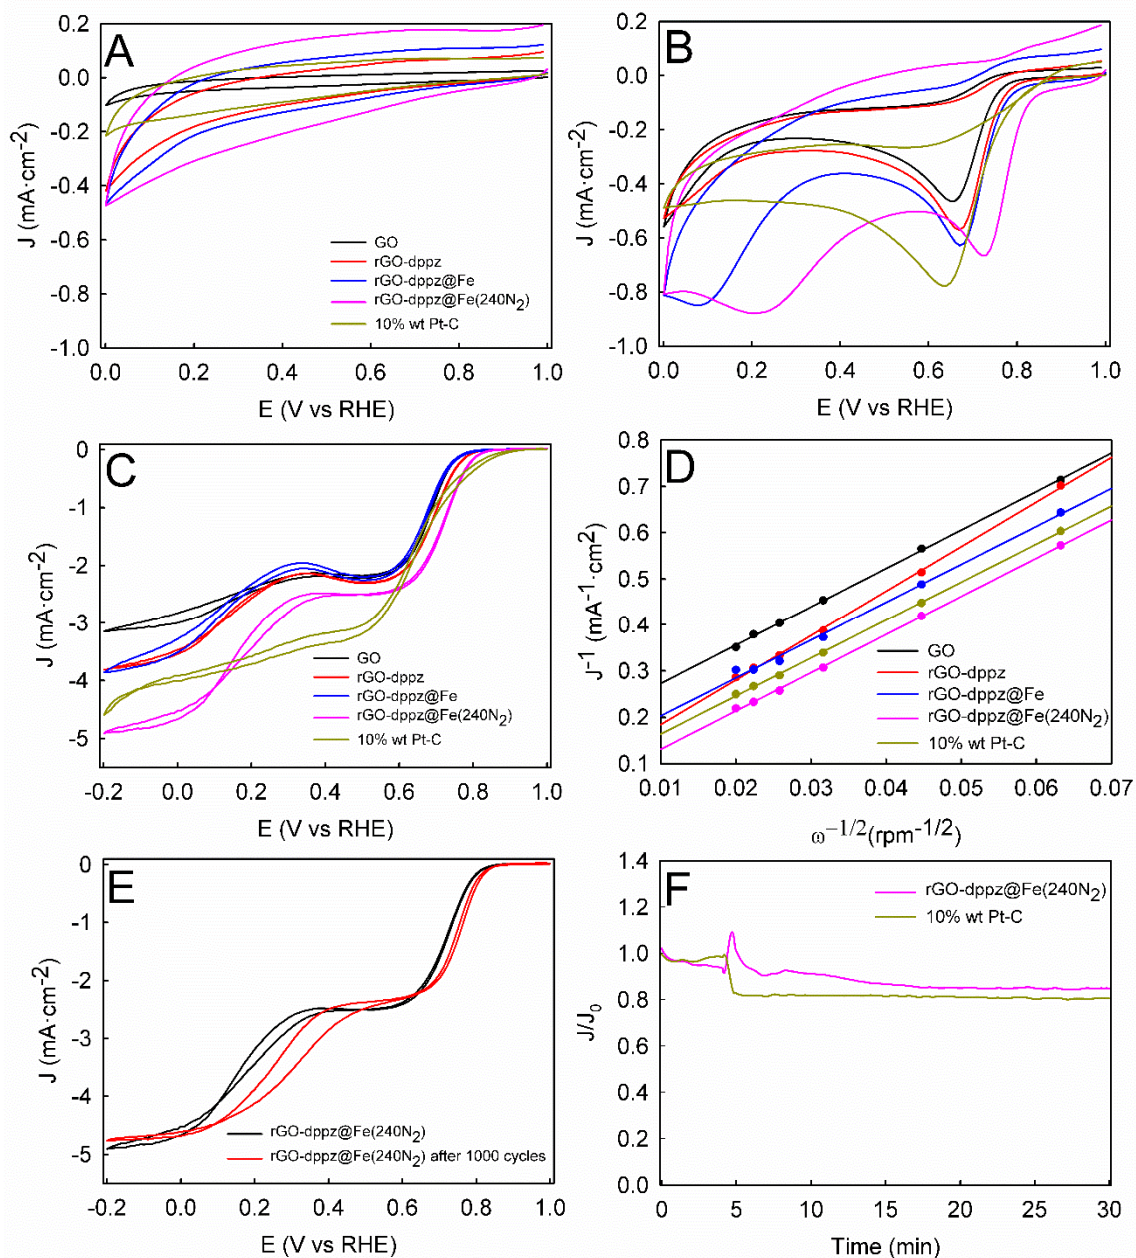 A
0.2
0.0
-0.2
-0.4
-0.6
-0.8
-1.0
J (mA·cm⁻²)
GO
rGO-dppz
rGO-dppz@Fe
rGO-dppz@Fe(240N₂)
10% wt Pt-C
0.0 0.2 0.4 0.6 0.8 1.0
E (V vs RHE)
B
0.2
0.0
-0.2
-0.4
-0.6
-0.8
-1.0
J (mA·cm⁻²)
0.0 0.2 0.4 0.6 0.8 1.0
E (V vs RHE)
C
0
-1
-2
-3
-4
-5
J (mA·cm⁻²)
GO
rGO-dppz
rGO-dppz@Fe
rGO-dppz@Fe(240N₂)
10% wt Pt-C
-0.2 0.0 0.2 0.4 0.6 0.8 1.0
E (V vs RHE)
D
0.8
0.7
0.6
0.5
0.4
0.3
0.2
0.1
J⁻¹ (mA⁻¹·cm²)
GO
rGO-dppz
rGO-dppz@Fe
rGO-dppz@Fe(240N₂)
10% wt Pt-C
0.01 0.02 0.03 0.04 0.05 0.06 0.07
ω⁻¹/²(rpm⁻¹/²)
E
0
-1
-2
-3
-4
-5
J (mA·cm⁻²)
rGO-dppz@Fe(240N₂)
rGO-dppz@Fe(240N₂) after 1000 cycles
-0.2 0.0 0.2 0.4 0.6 0.8 1.0
E (V vs RHE)
F
1.4
1.2
1.0
0.8
0.6
0.4
0.2
0.0
J/J₀
rGO-dppz@Fe(240N₂)
10% wt Pt-C
0 5 10 15 20 25 30
Time (min)